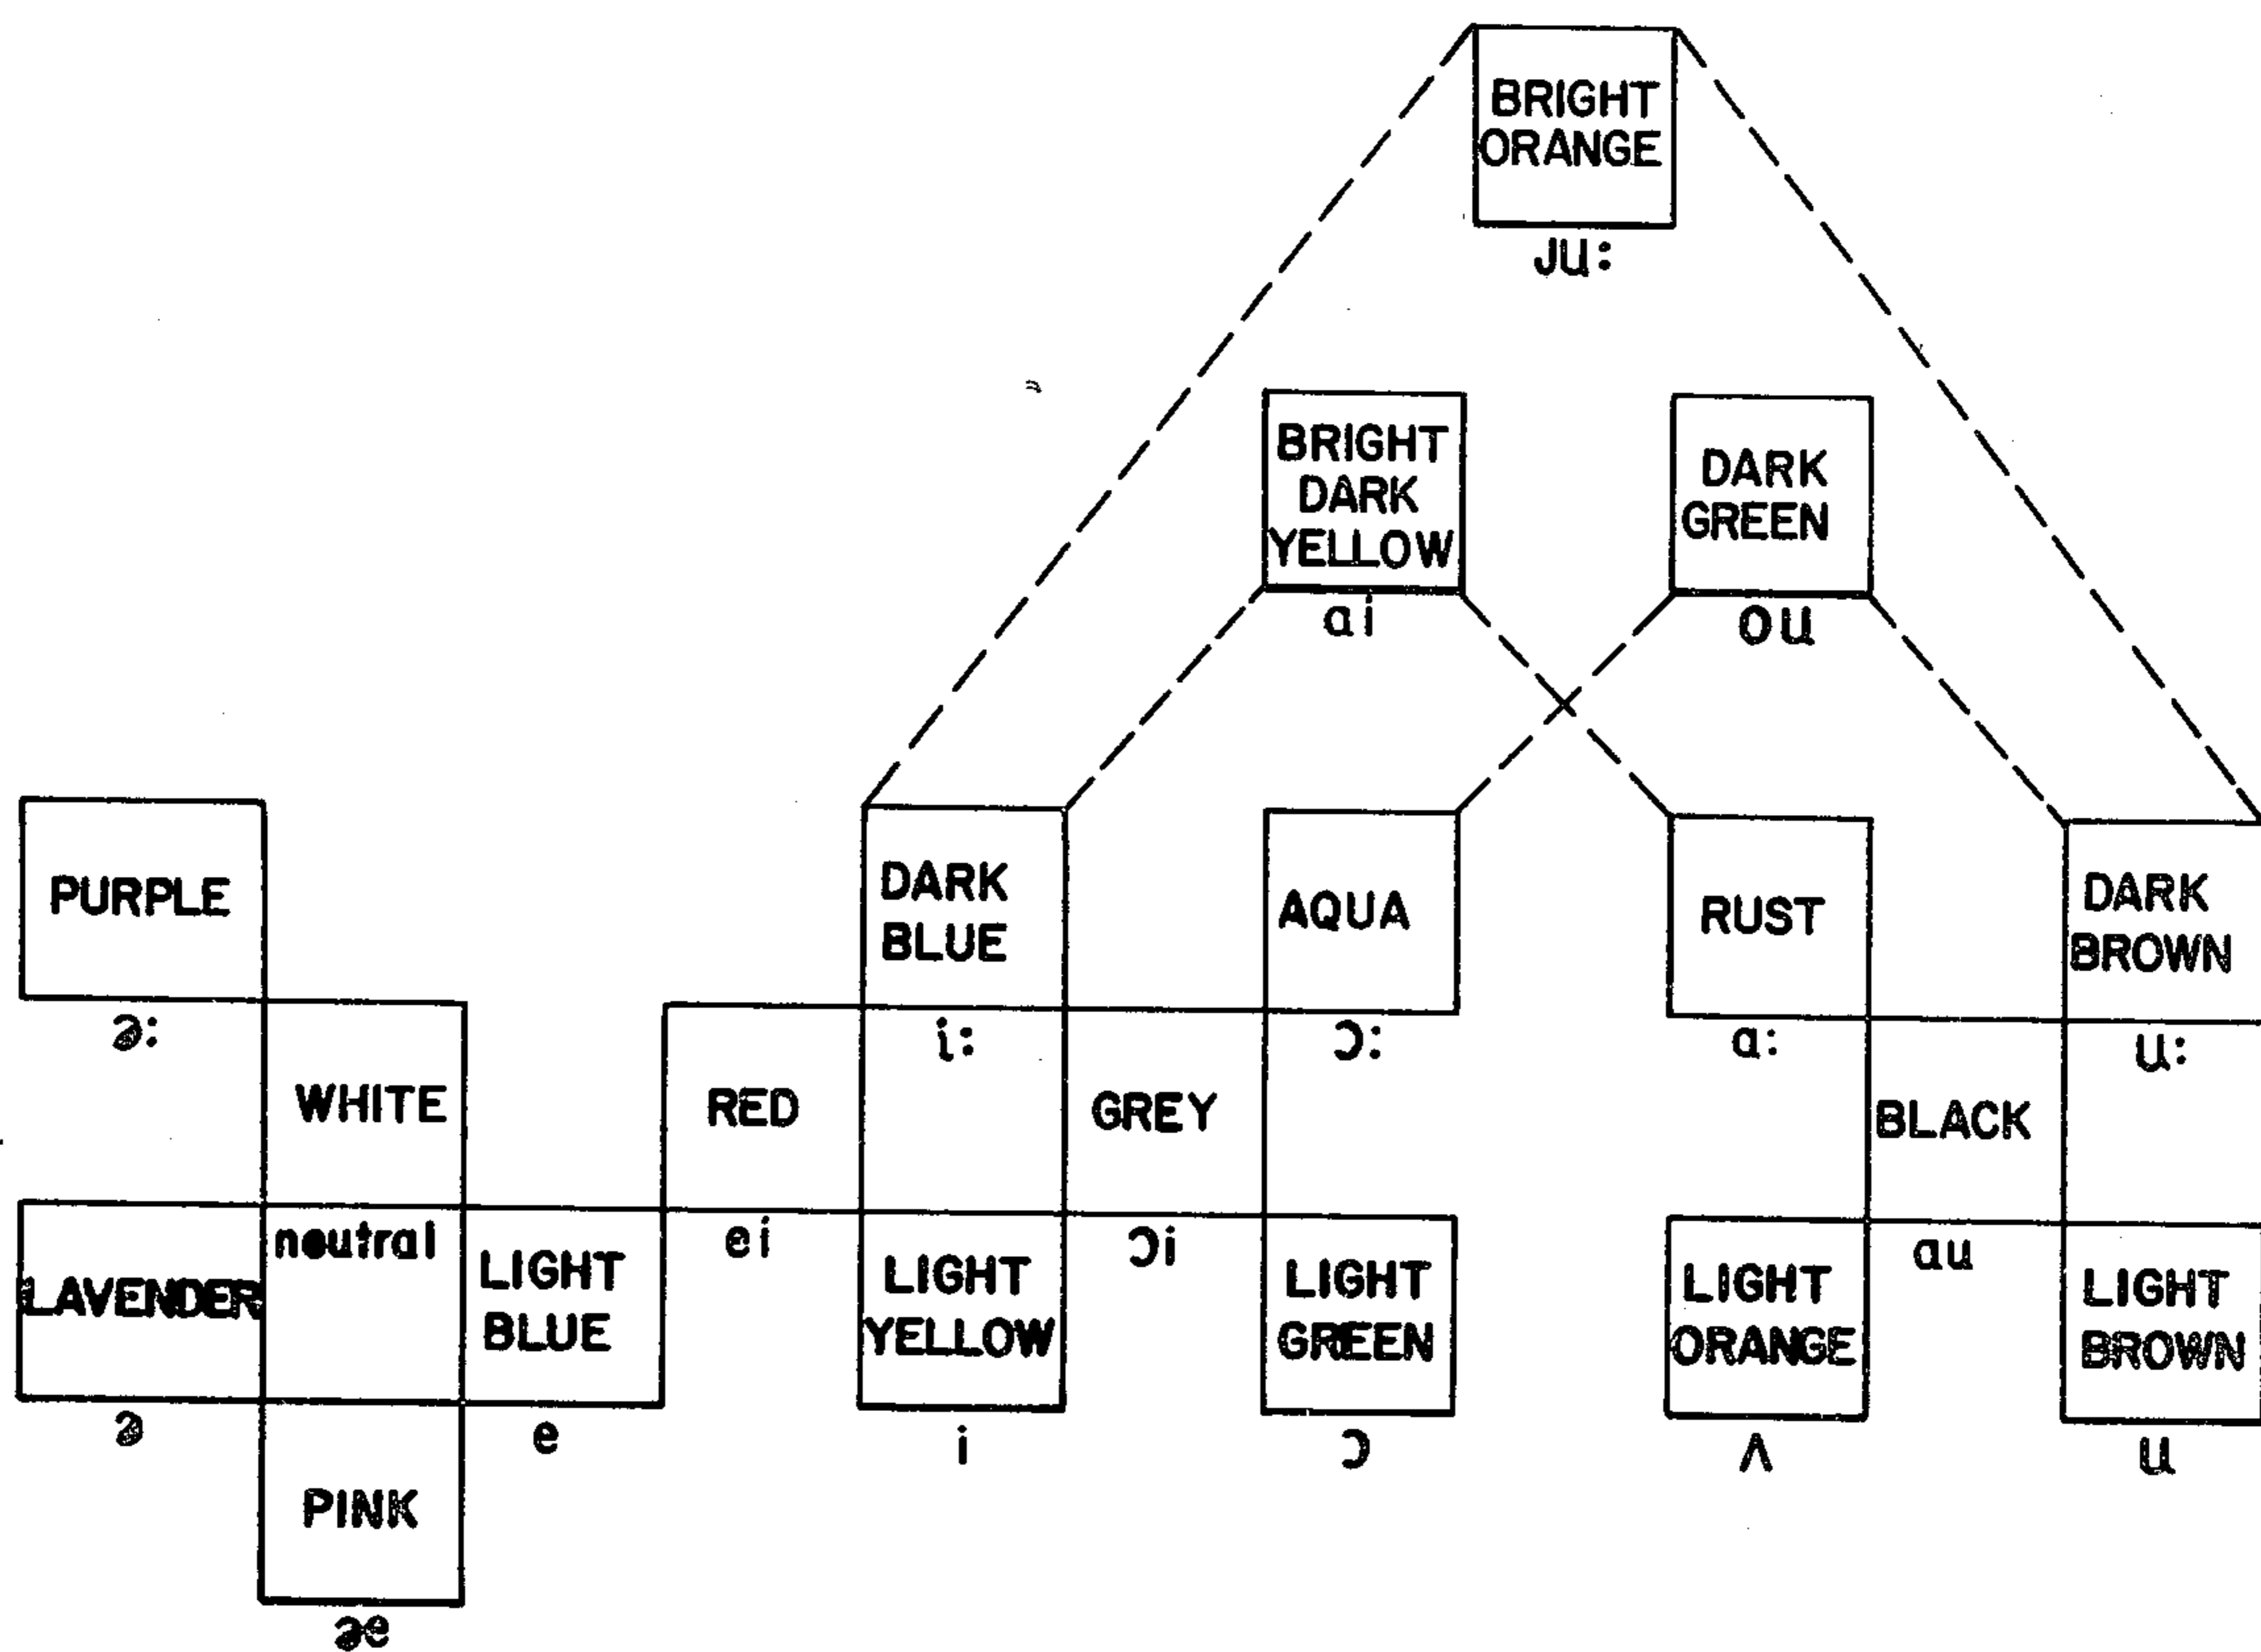 BRIGHT
ORANGE
ju:
BRIGHT
DARK
YELLOW
ai
DARK
GREEN
ou
PURPLE
ə:
DARK
BLUE
i:
AQUA
ɔ:
RUST
a:
DARK
BROWN
u:
WHITE
neutral
RED
ei
GREY
ɔi
BLACK
au
LAVENDER
ə
LIGHT
BLUE
e
LIGHT
YELLOW
i
LIGHT
GREEN
ɔ
LIGHT
ORANGE
ʌ
LIGHT
BROWN
u
PINK
æ